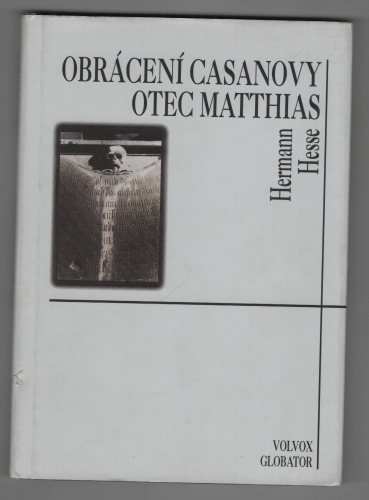 OBRÁCENÍ CASANOVY
OTEC MATTHIAS
Hermann
Hesse
VOLVOX
GLOBATOR